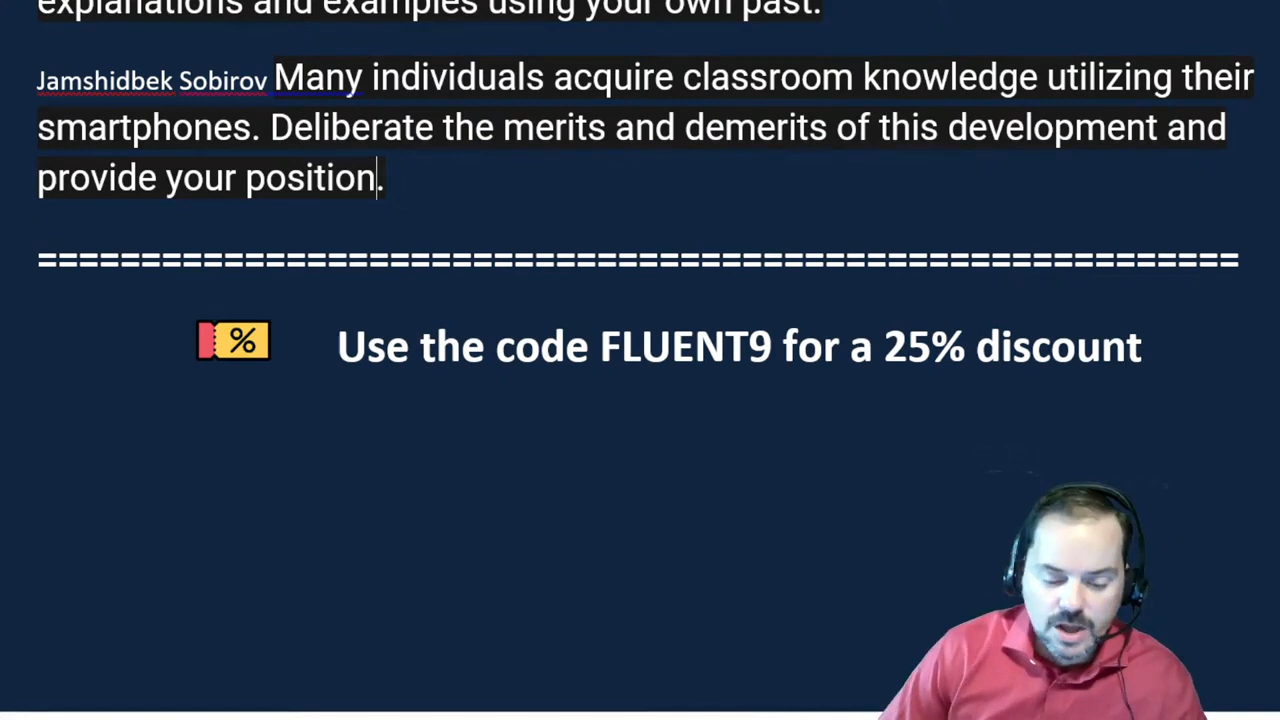 explanations and examples using your own past.
Jamshidbek Sobirov Many individuals acquire classroom knowledge utilizing their
smartphones. Deliberate the merits and demerits of this development and
provide your position.
==========================================================
% Use the code FLUENT9 for a 25% discount